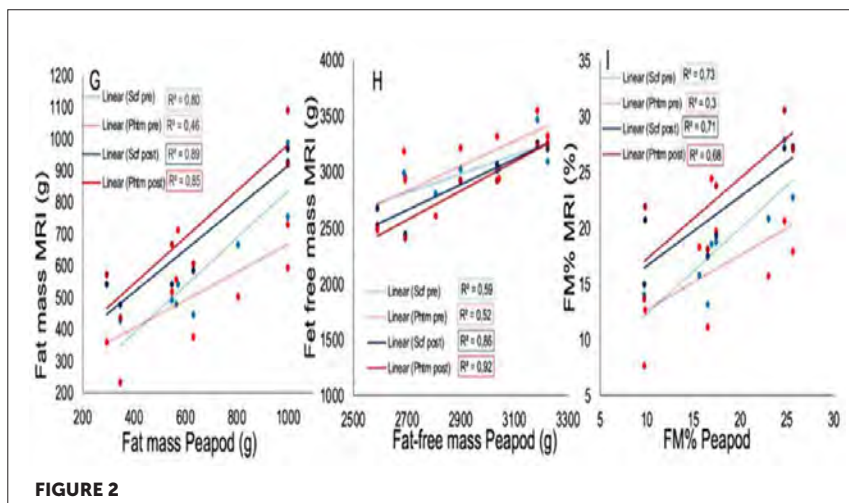 G
Fat mass MRI (g)
1200
1100
1000
900
800
700
600
500
400
300
200
Linear (Scf pre) R² = 0,80
Linear (Phtm pre) R² = 0,46
Linear (Scf post) R² = 0,89
Linear (Phtm post) R² = 0,85
200 400 600 800 1000
Fat mass Peapod (g)
H
Fet free mass MRI (g)
4000
3500
3000
2500
2000
1500
1000
Linear (Scf pre) R² = 0,59
Linear (Phtm pre) R² = 0,52
Linear (Scf post) R² = 0,86
Linear (Phtm post) R² = 0,92
2500 2700 2900 3100 3300
Fat-free mass Peapod (g)
I
FM% MRI (%)
35
30
25
20
15
10
5
Linear (Scf pre) R² = 0,73
Linear (Phtm pre) R² = 0,3
Linear (Scf post) R² = 0,71
Linear (Phtm post) R² = 0,68
5 10 15 20 25 30
FM% Peapod
FIGURE 2